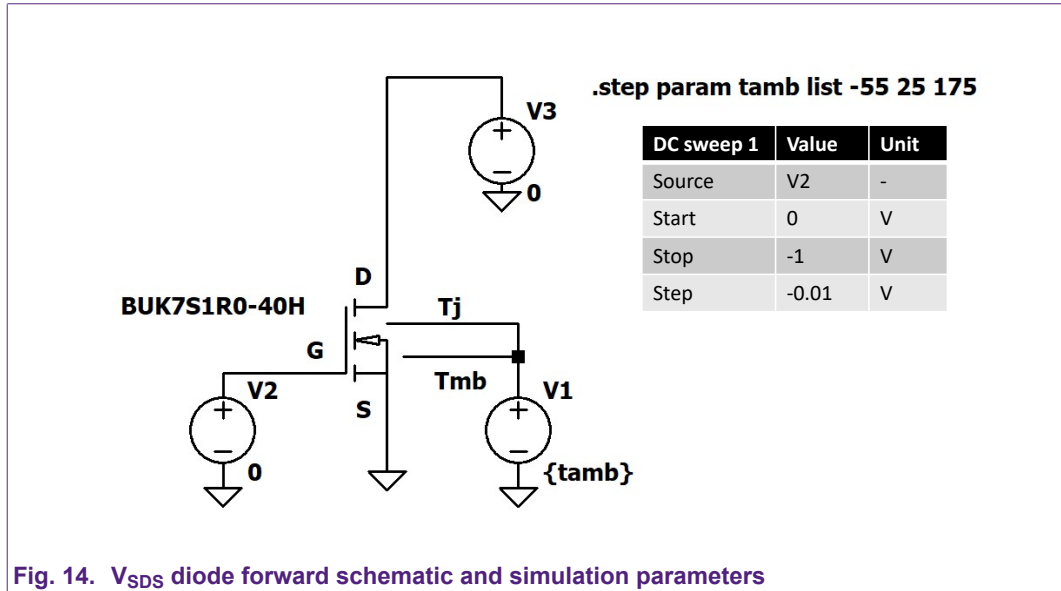 .step param tamb list -55 25 175
V3
0
DC sweep 1 Value Unit
Source V2 -
Start 0 V
Stop -1 V
Step -0.01 V
D
BUK7S1R0-40H
Tj
G
Tmb
V2
V1
S
0
{tamb}
Fig. 14. VSDS diode forward schematic and simulation parameters